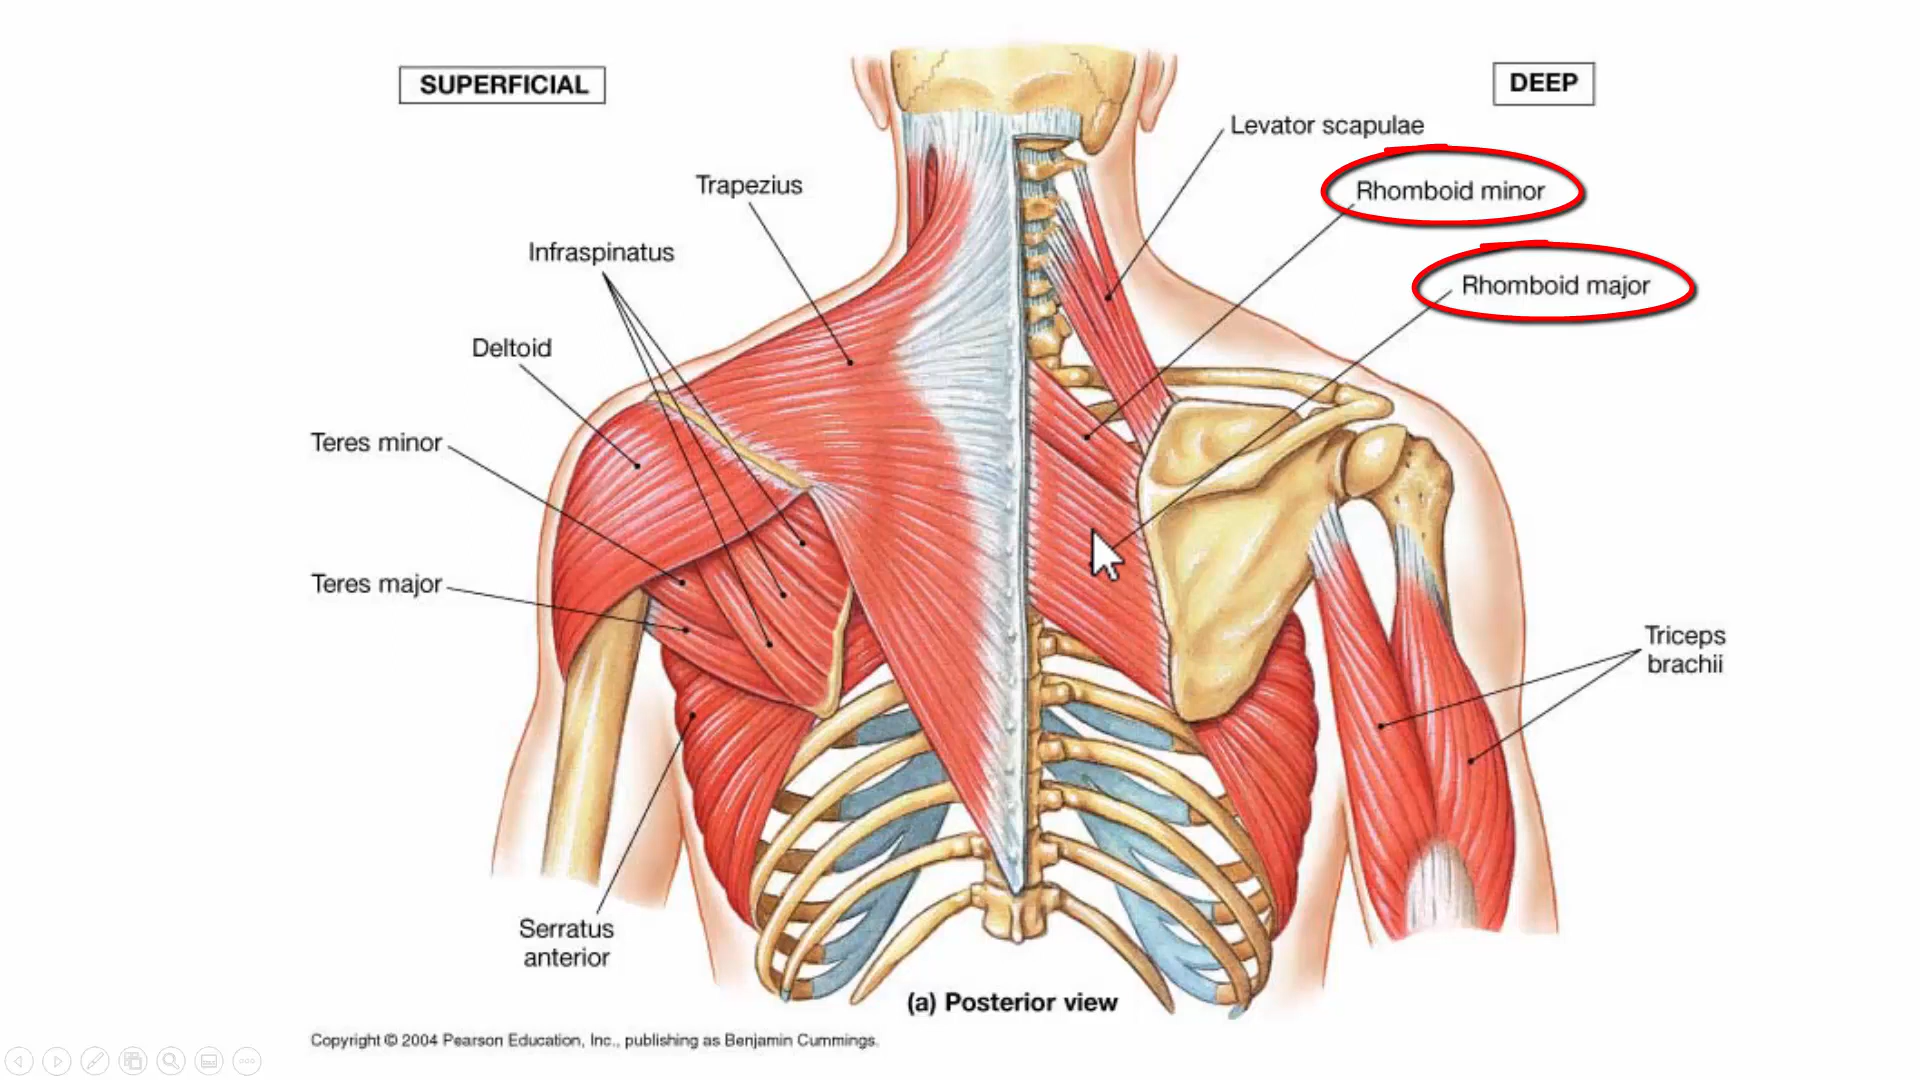 SUPERFICIAL
DEEP
Levator scapulae
Trapezius
Rhomboid minor
Infraspinatus
Rhomboid major
Deltoid
Teres minor
Teres major
Triceps
brachii
Serratus
anterior
(a) Posterior view
Copyright © 2004 Pearson Education, Inc., publishing as Benjamin Cummings.